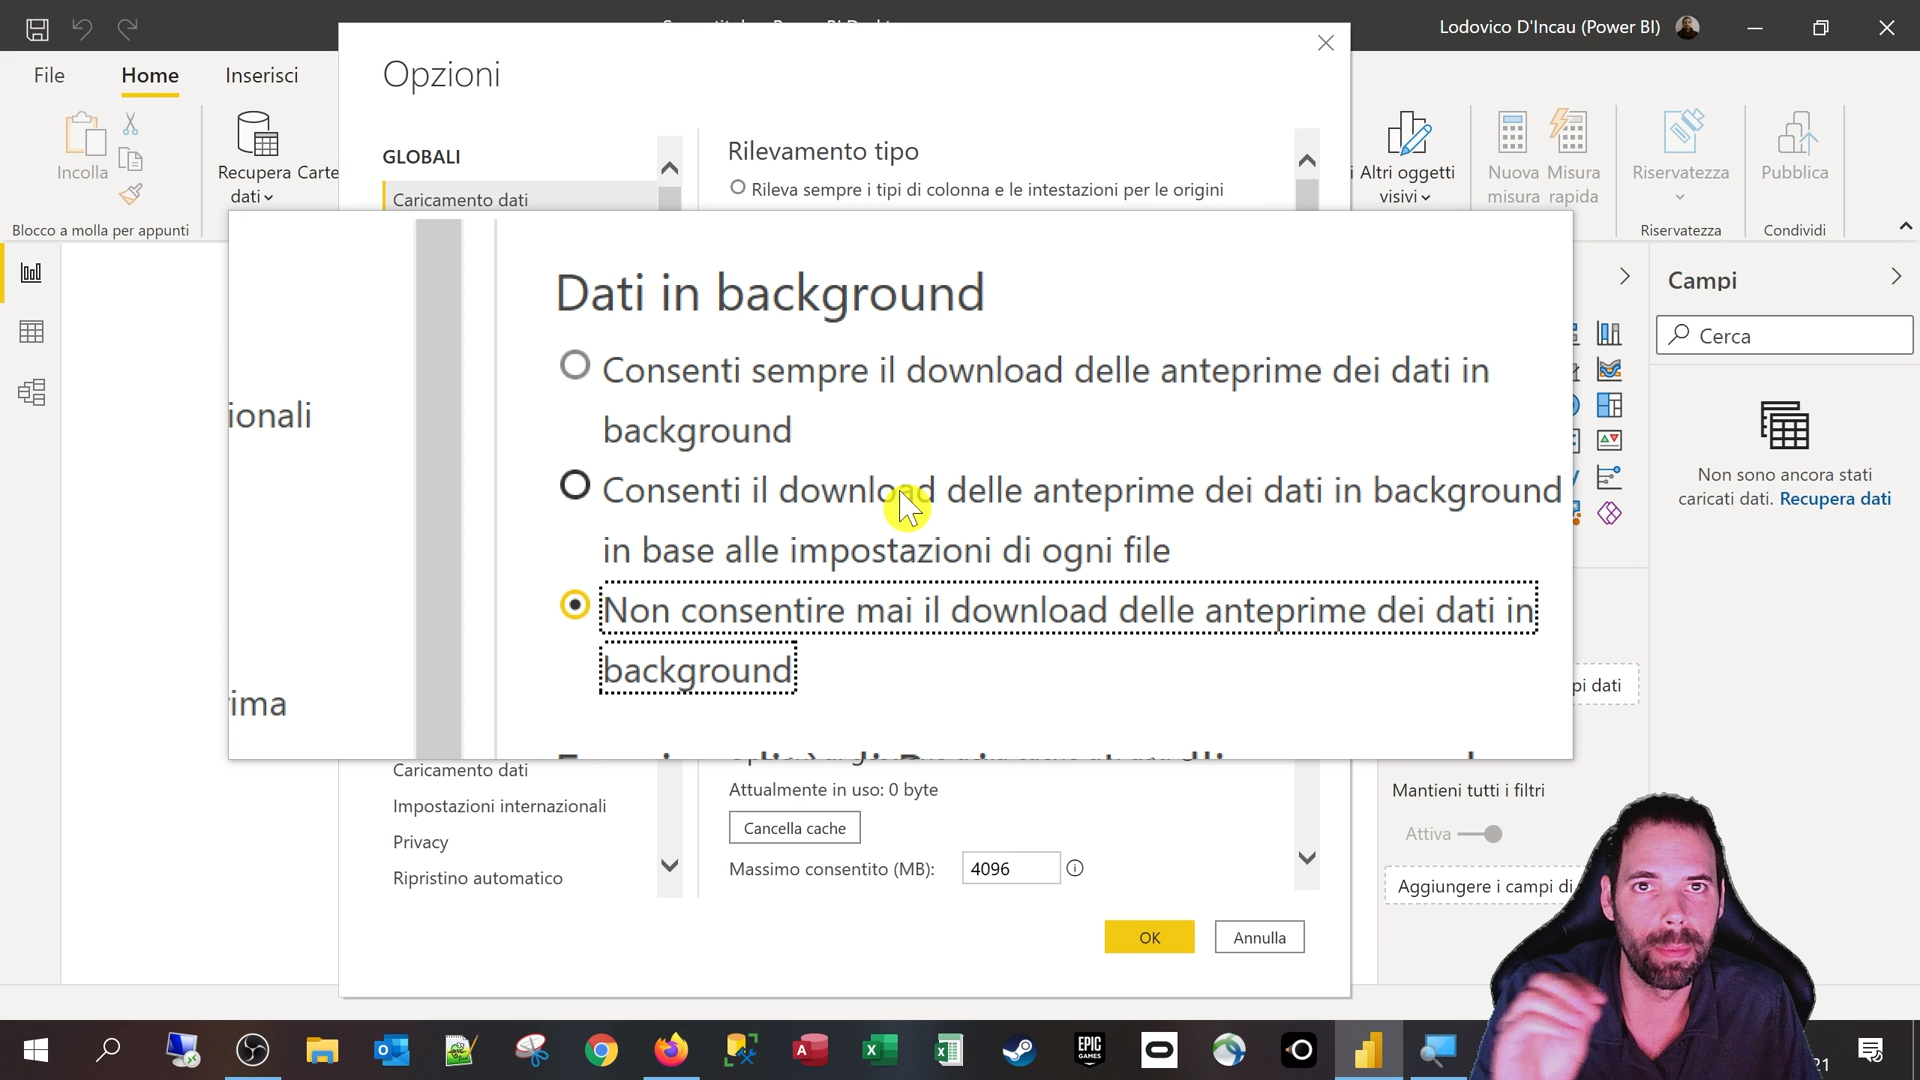 Lodovico D'Incau (Power BI)
File
Home
Inserisci
Opzioni
Incolla
Recupera
dati
Carte
Blocco a molla per appunti
GLOBALI
Caricamento dati
Rilevamento tipo
Rileva sempre i tipi di colonna e le intestazioni per le origini
Altri oggetti
visivi
Nuova
misura
Misura
rapida
Riservatezza
Riservatezza
Pubblica
Condividi
Dati in background
Consenti sempre il download delle anteprime dei dati in
background
Consenti il download delle anteprime dei dati in background
in base alle impostazioni di ogni file
Non consentire mai il download delle anteprime dei dati in
background
ionali
ima
Campi
Cerca
Non sono ancora stati
caricati dati. Recupera dati
pi dati
Caricamento dati
Impostazioni internazionali
Privacy
Ripristino automatico
Attualmente in uso: 0 byte
Cancella cache
Massimo consentito (MB):
4096
OK
Annulla
Mantieni tutti i filtri
Attiva
Aggiungere i campi di
EPIC
GAMES
21